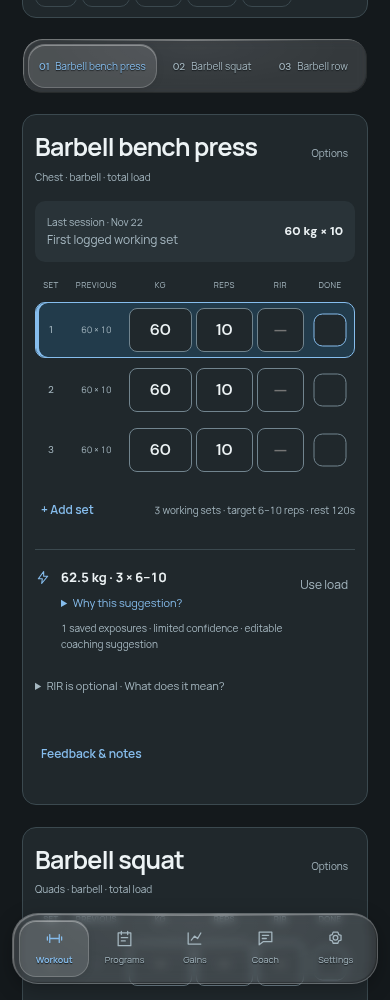 01 Barbell bench press 02 Barbell squat 03 Barbell row
Barbell bench press Options
Chest · barbell · total load
Last session · Nov 22
First logged working set
60 kg × 10
SET PREVIOUS KG REPS RIR DONE
1 60 × 10 60 10 —
2 60 × 10 60 10 —
3 60 × 10 60 10 —
+ Add set 3 working sets · target 6–10 reps · rest 120s
62.5 kg · 3 × 6–10 Use load
▶ Why this suggestion?
1 saved exposures · limited confidence · editable
coaching suggestion
▶ RIR is optional · What does it mean?
Feedback & notes
Barbell squat Options
Quads · barbell · total load
Workout Programs Gains Coach Settings